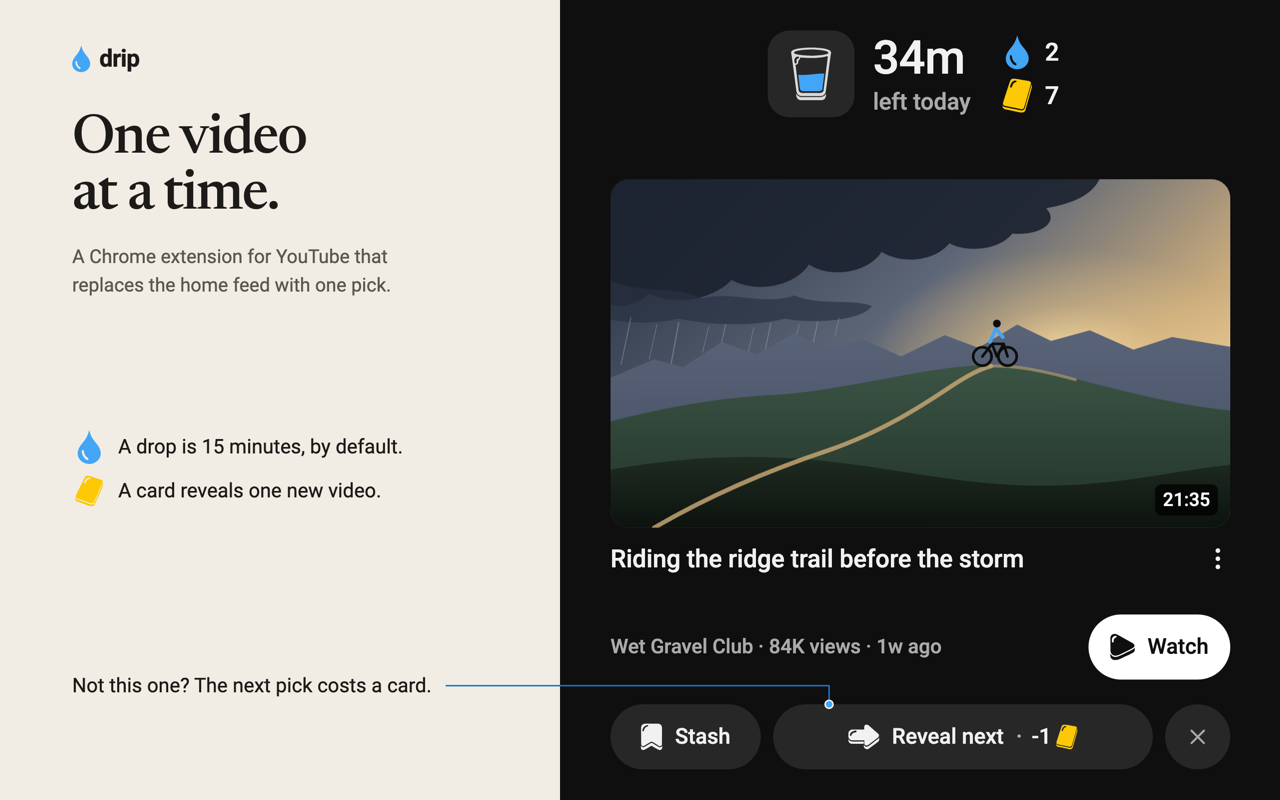 drip
One video
at a time.
A Chrome extension for YouTube that
replaces the home feed with one pick.
A drop is 15 minutes, by default.
A card reveals one new video.
Not this one? The next pick costs a card.
34m
left today
2
7
21:35
Riding the ridge trail before the storm
Wet Gravel Club · 84K views · 1w ago
Watch
Stash
Reveal next · -1